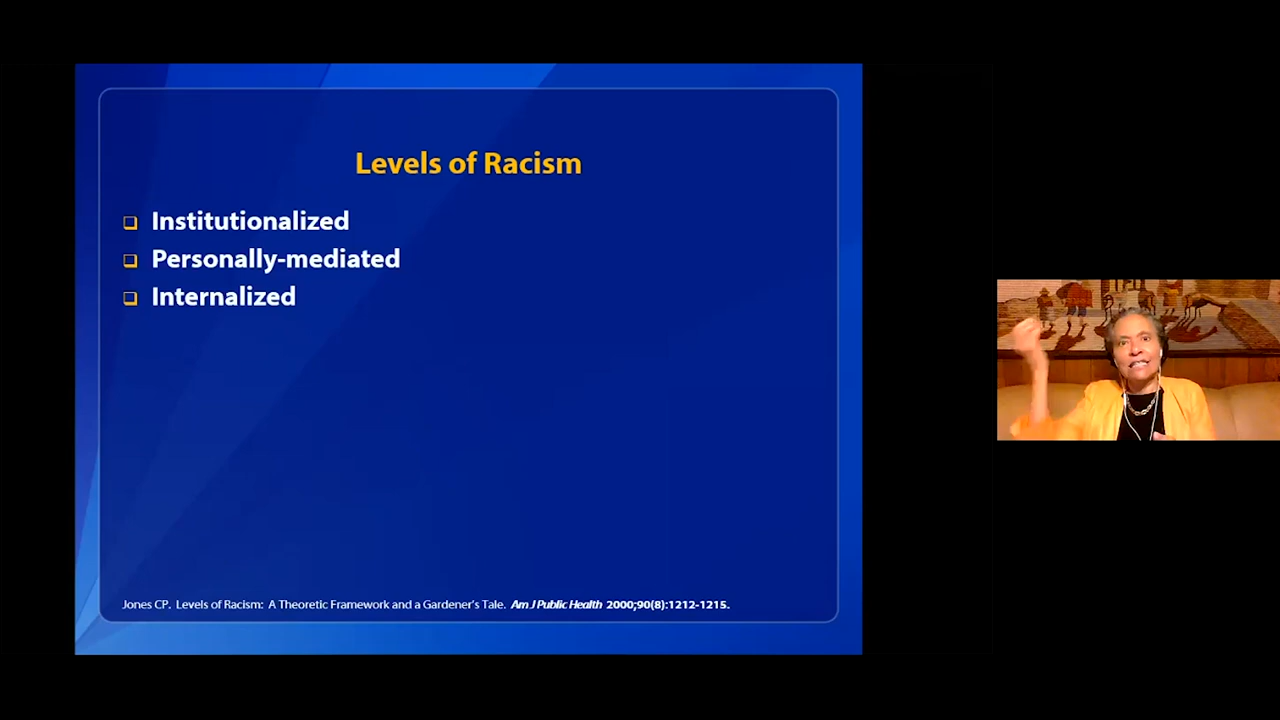 Levels of Racism
Institutionalized
Personally-mediated
Internalized
Jones CP. Levels of Racism: A Theoretic Framework and a Gardener's Tale. Am J Public Health 2000;90(8):1212-1215.